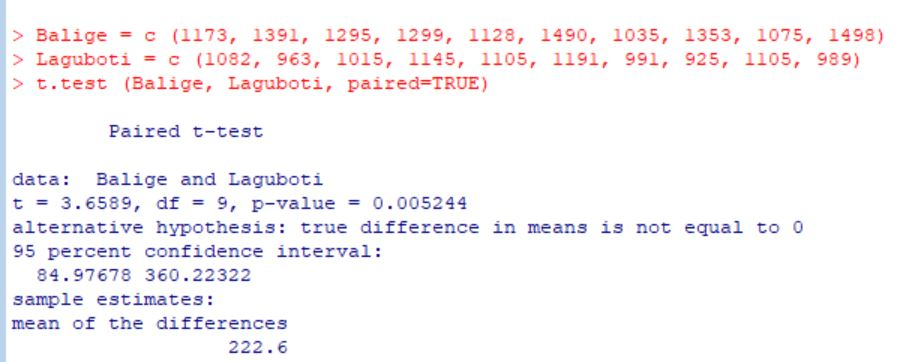 > Balige = c (1173, 1391, 1295, 1299, 1128, 1490, 1035, 1353, 1075, 1498)
> Laguboti = c (1082, 963, 1015, 1145, 1105, 1191, 991, 925, 1105, 989)
> t.test (Balige, Laguboti, paired=TRUE)
Paired t-test
data:  Balige and Laguboti
t = 3.6589, df = 9, p-value = 0.005244
alternative hypothesis: true difference in means is not equal to 0
95 percent confidence interval:
84.97678 360.22322
sample estimates:
mean of the differences
222.6